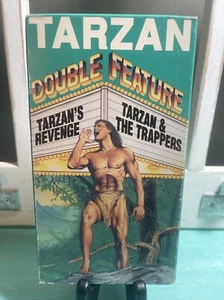 TARZAN
DOUBLE FEATURE
TARZAN'S
REVENGE
TARZAN &
THE TRAPPERS